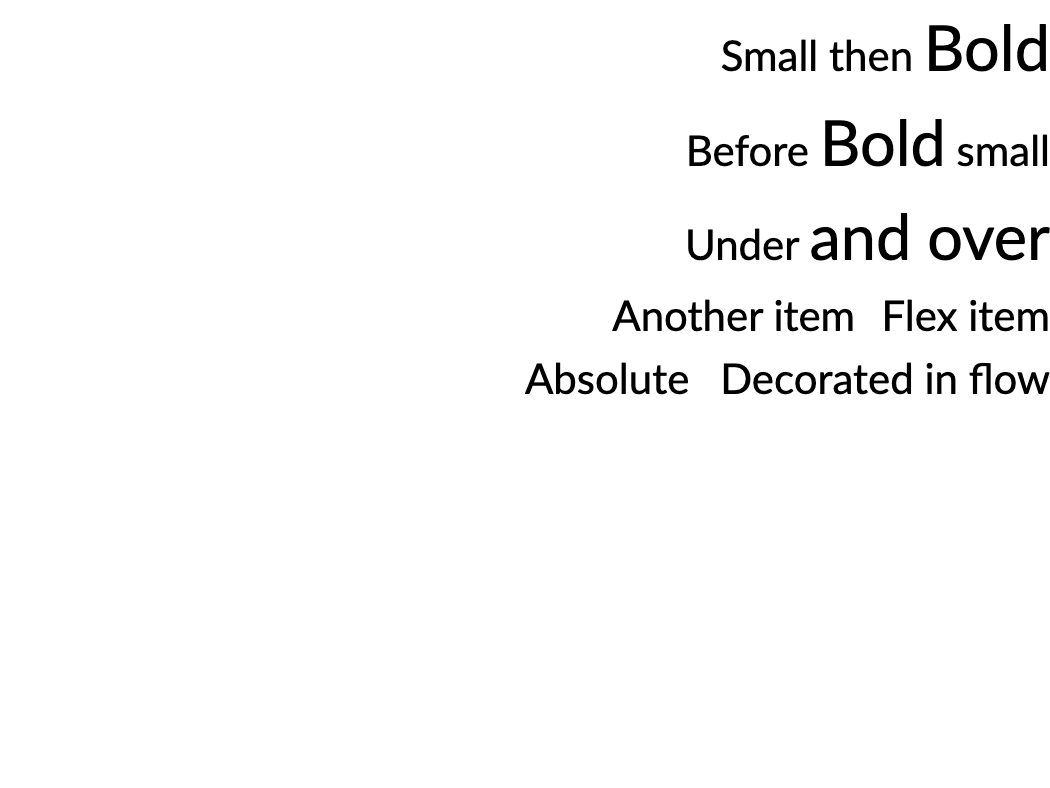 Small then Bold
Before Bold small
Under and over
Another item Flex item
Absolute Decorated in flow